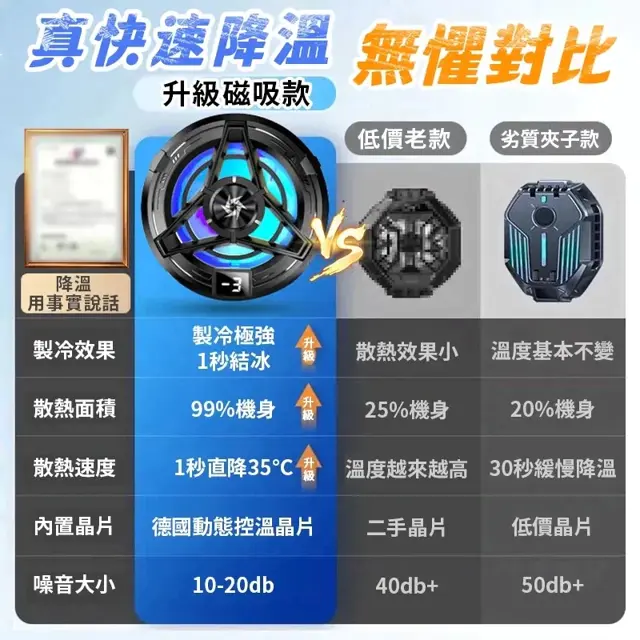 真快速降溫 無懼對比
升級磁吸款
低價老款
劣質夾子款
VS
-3
降溫
用事實說話
製冷效果
製冷極強
1秒結冰
升級
散熱效果小
溫度基本不變
散熱面積
99%機身
升級
25%機身
20%機身
散熱速度
1秒直降35°C
升級
溫度越來越高
30秒緩慢降溫
內置晶片
德國動態控溫晶片
二手晶片
低價晶片
噪音大小
10-20db
40db+
50db+